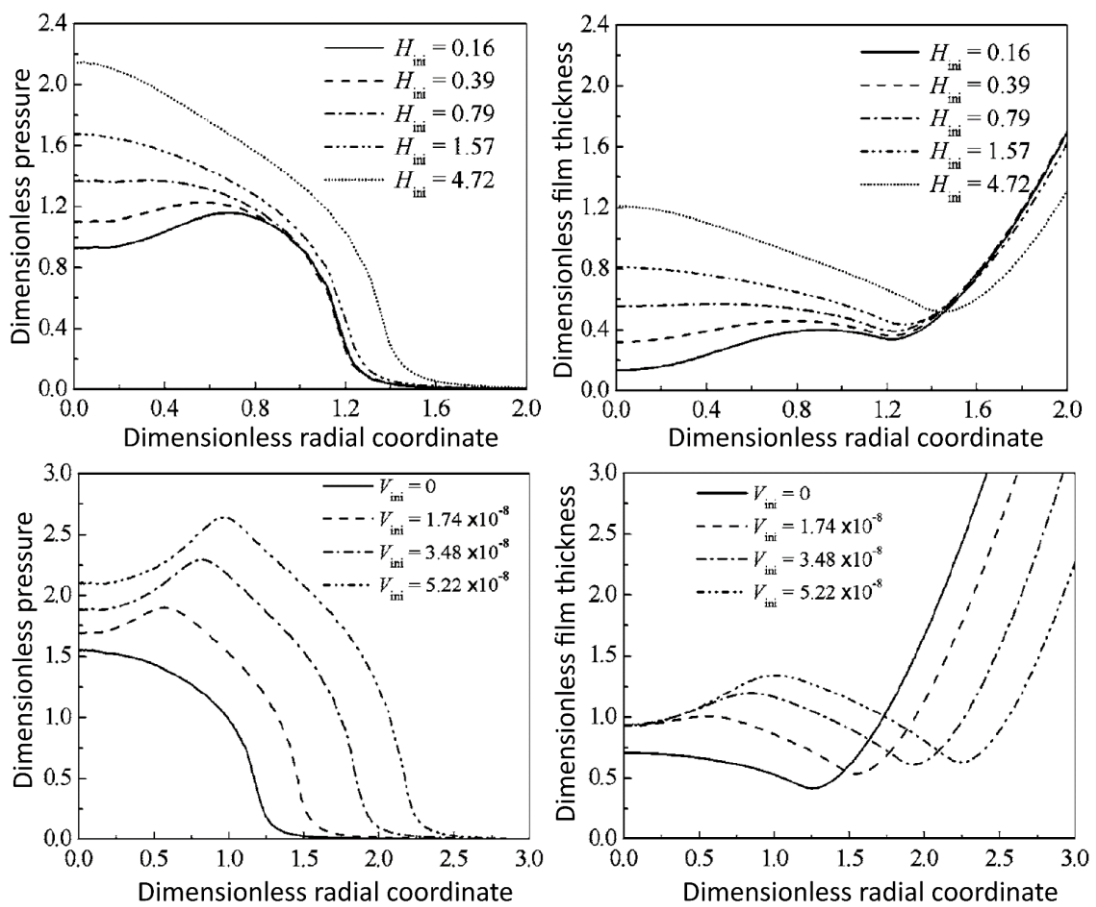 Dimensionless pressure
2.4
2.0
1.6
1.2
0.8
0.4
0.0
H_ini = 0.16
H_ini = 0.39
H_ini = 0.79
H_ini = 1.57
H_ini = 4.72
0.0 0.4 0.8 1.2 1.6 2.0
Dimensionless radial coordinate
Dimensionless film thickness
2.4
2.0
1.6
1.2
0.8
0.4
0.0
H_ini = 0.16
H_ini = 0.39
H_ini = 0.79
H_ini = 1.57
H_ini = 4.72
0.0 0.4 0.8 1.2 1.6 2.0
Dimensionless radial coordinate
Dimensionless pressure
3.0
2.5
2.0
1.5
1.0
0.5
0.0
V_ini = 0
V_ini = 1.74 x10⁻⁸
V_ini = 3.48 x10⁻⁸
V_ini = 5.22 x10⁻⁸
0.0 0.5 1.0 1.5 2.0 2.5 3.0
Dimensionless radial coordinate
Dimensionless film thickness
3.0
2.5
2.0
1.5
1.0
0.5
0.0
V_ini = 0
V_ini = 1.74 x10⁻⁸
V_ini = 3.48 x10⁻⁸
V_ini = 5.22 x10⁻⁸
0.0 0.5 1.0 1.5 2.0 2.5 3.0
Dimensionless radial coordinate